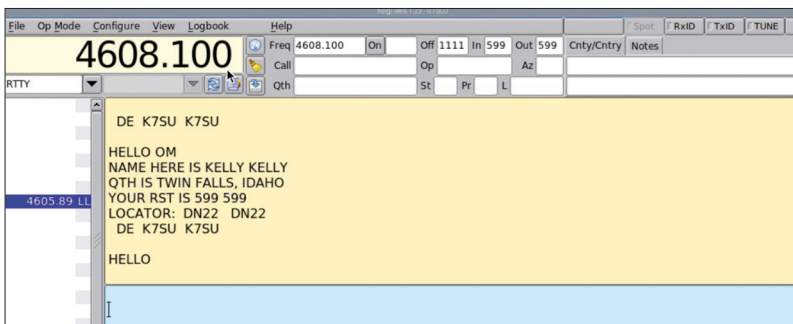 File Op Mode Configure View Logbook Help Spot RxID TxID TUNE
4608.100 Freq 4608.100 On Off 1111 In 599 Out 599 Cnty/Cntry Notes
Call Op Az
RTTY Qth St Pr L
DE K7SU K7SU
HELLO OM
NAME HERE IS KELLY KELLY
QTH IS TWIN FALLS, IDAHO
4605.89 LL YOUR RST IS 599 599
LOCATOR: DN22 DN22
DE K7SU K7SU
HELLO